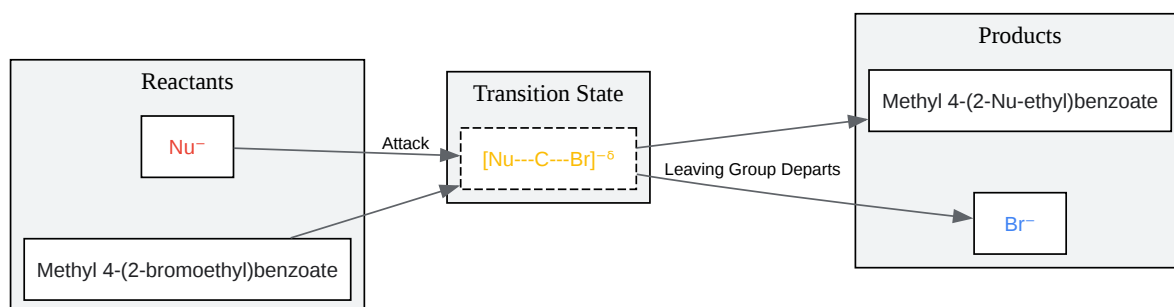 Reactants
Nu⁻
Methyl 4-(2-bromoethyl)benzoate
Attack
Transition State
[Nu---C---Br]⁻ᵟ
Leaving Group Departs
Products
Methyl 4-(2-Nu-ethyl)benzoate
Br⁻